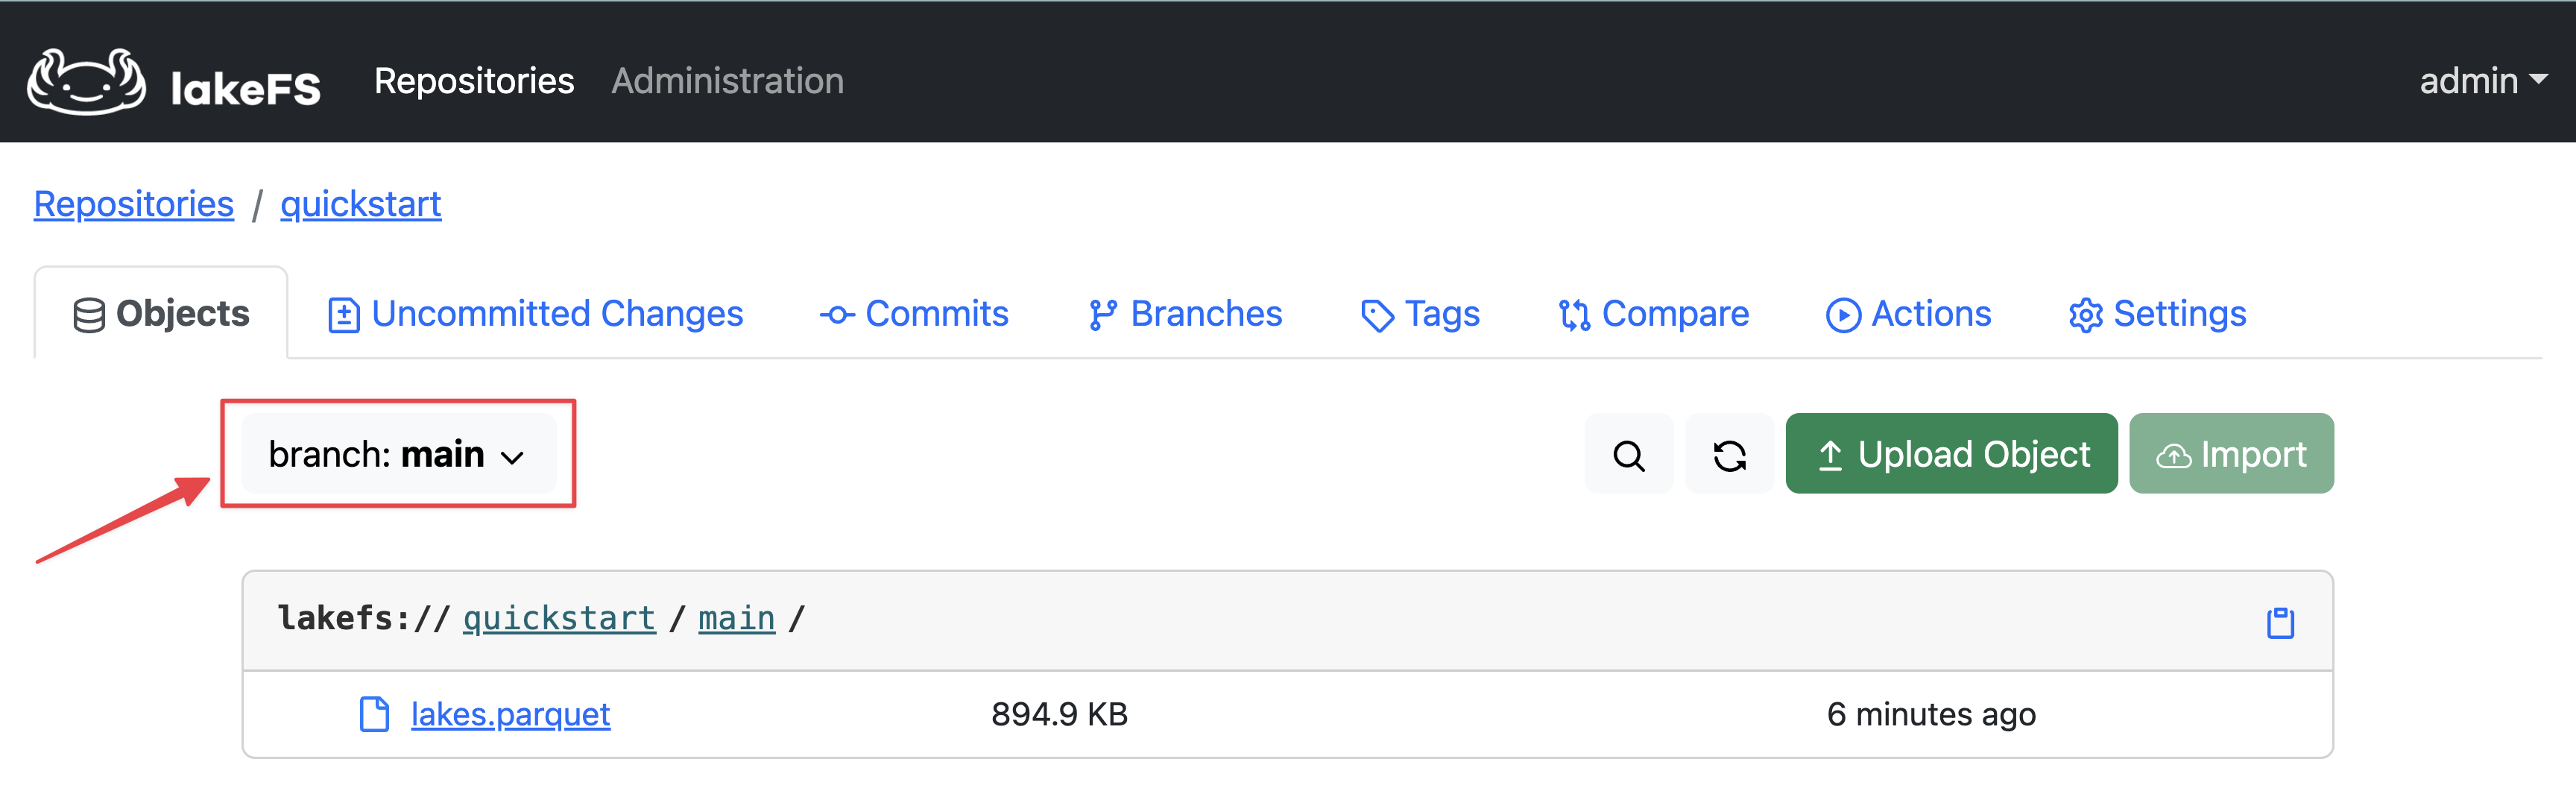 lakeFS Repositories Administration admin
Repositories / quickstart
Objects Uncommitted Changes Commits Branches Tags Compare Actions Settings
branch: main Upload Object Import
lakefs:// quickstart / main /
lakes.parquet 894.9 KB 6 minutes ago